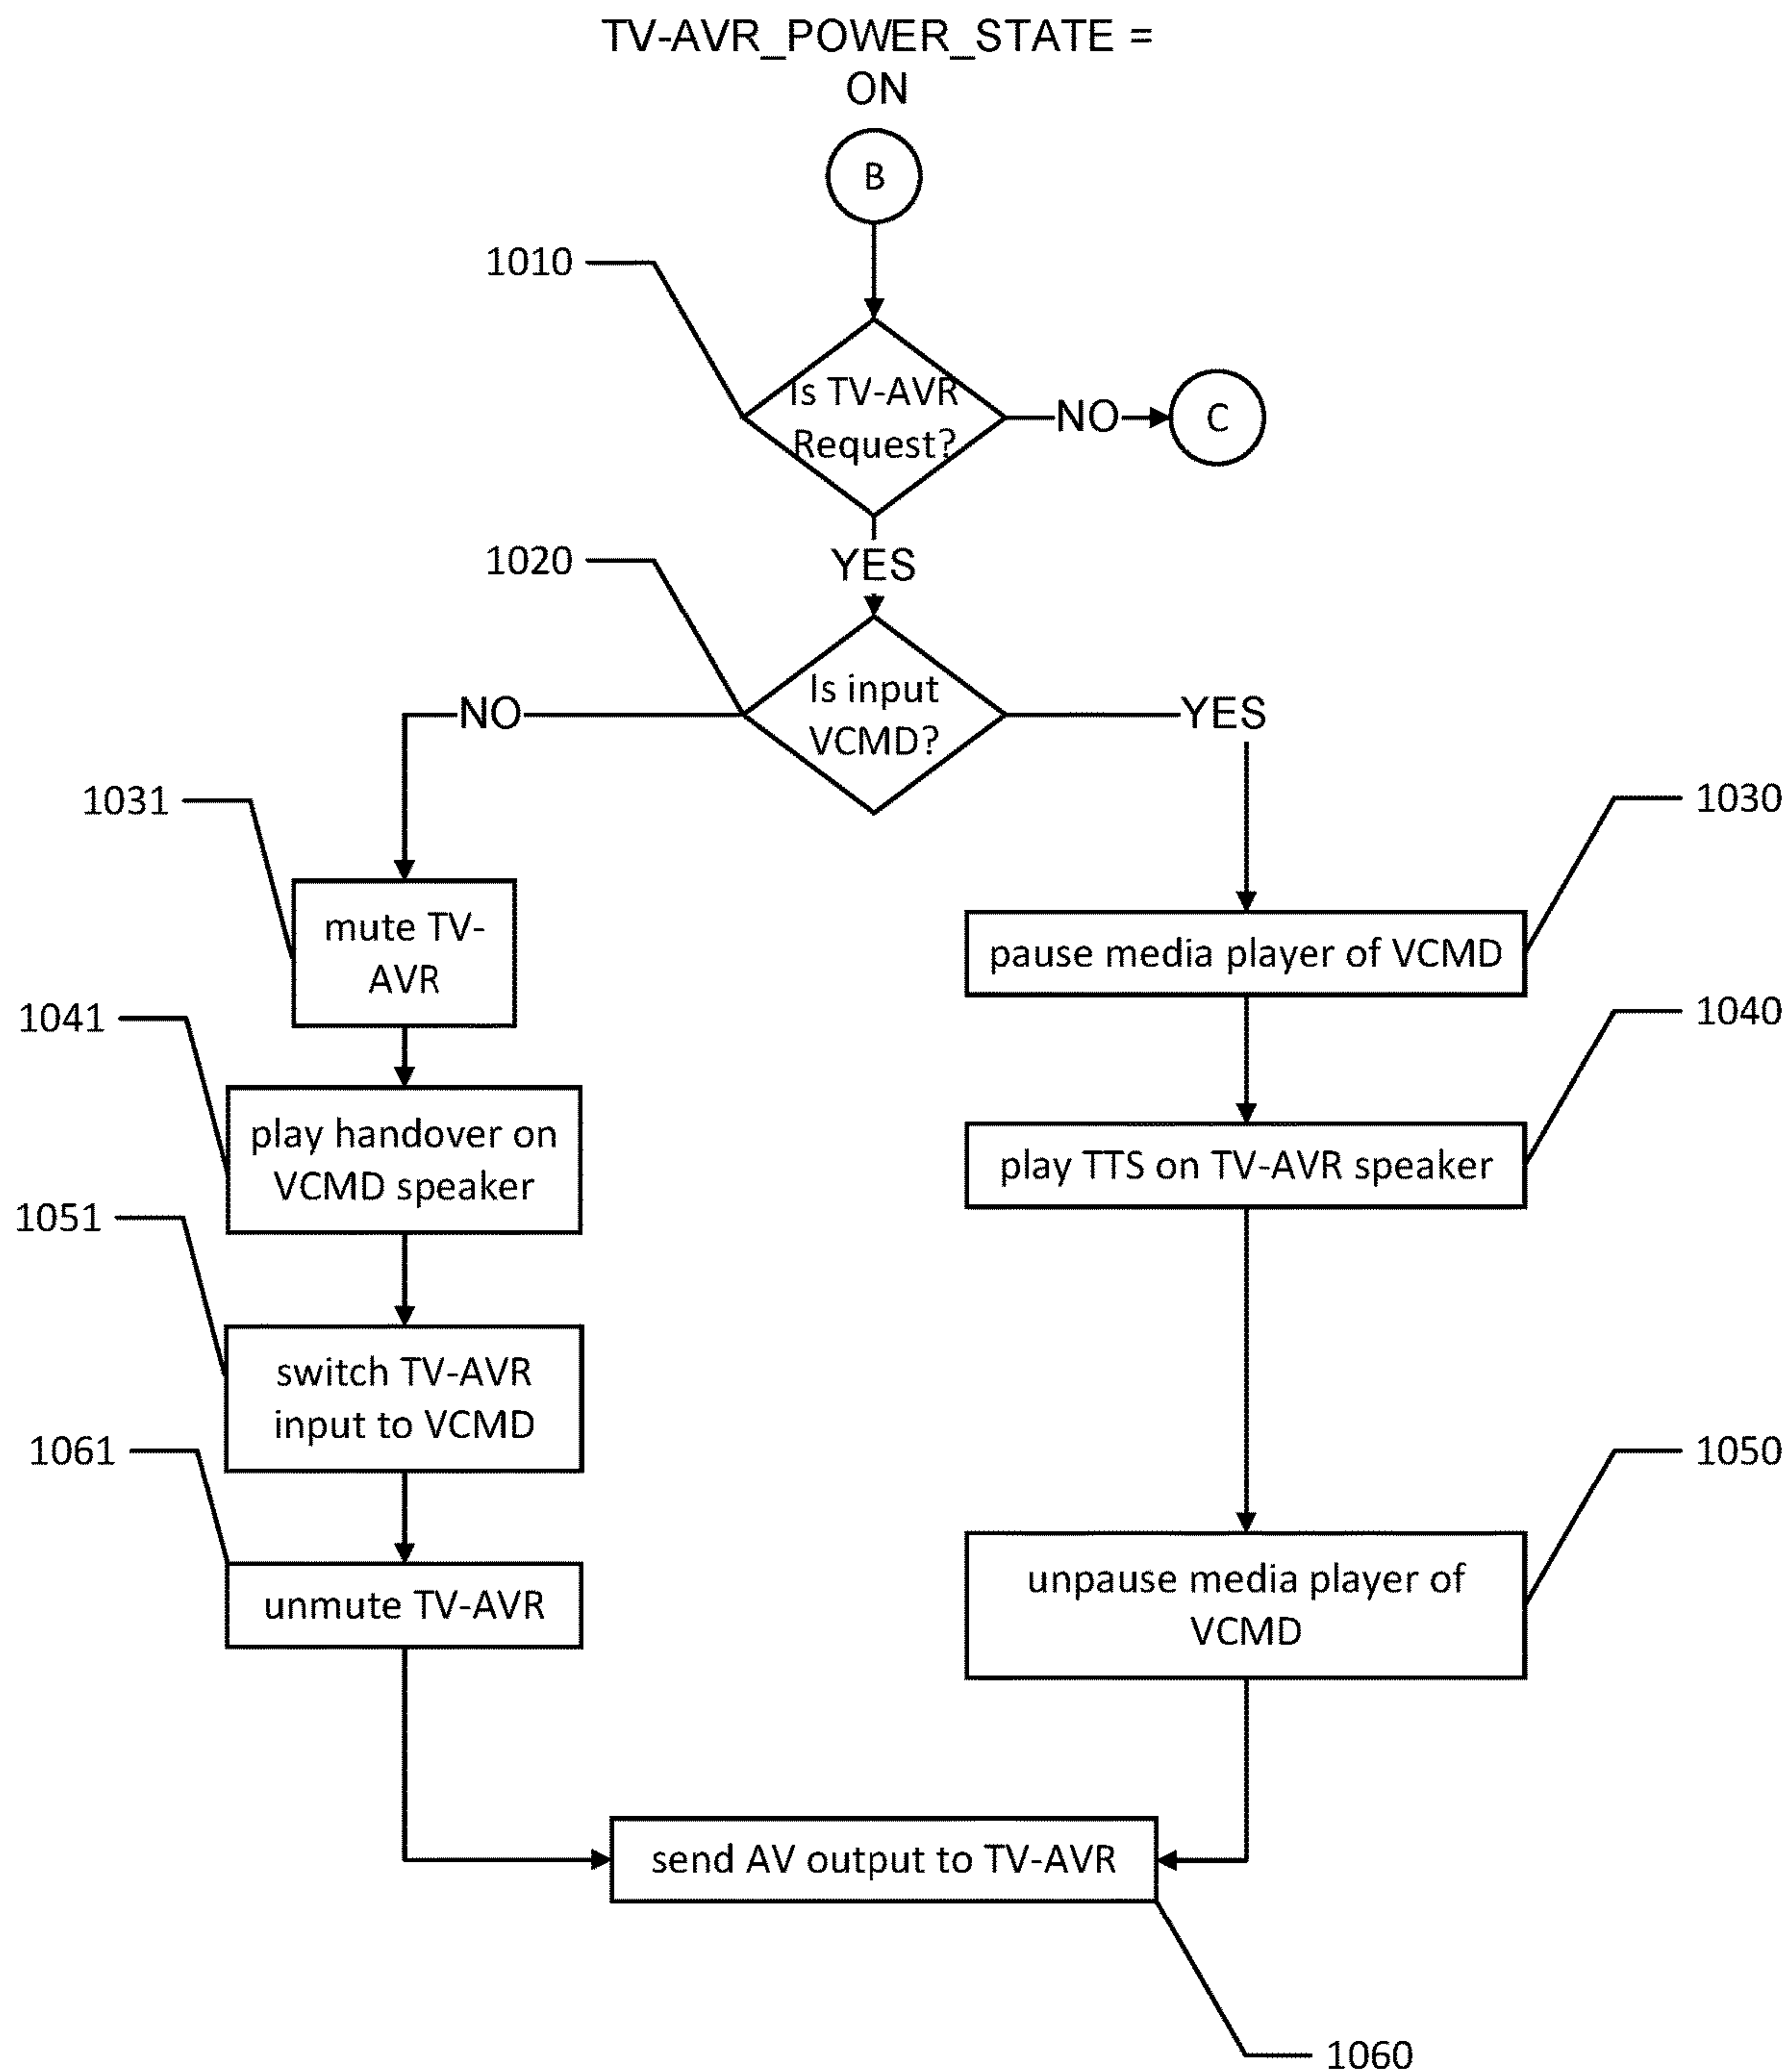 TV-AVR_POWER_STATE =
ON
B
1010
Is TV-AVR
Request?
NO
C
YES
1020
Is input
VCMD?
NO
YES
1031
1030
mute TV-
AVR
pause media player of VCMD
1041
1040
play handover on
VCMD speaker
play TTS on TV-AVR speaker
1051
switch TV-AVR
input to VCMD
1061
1050
unmute TV-AVR
unpause media player of
VCMD
send AV output to TV-AVR
1060